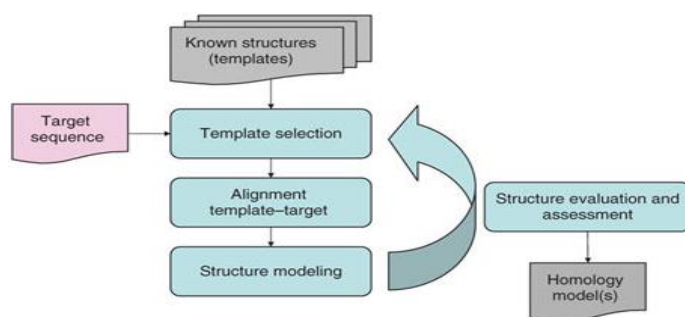 Known structures
(templates)
Target
sequence
Template selection
Alignment
template–target
Structure modeling
Structure evaluation and
assessment
Homology
model(s)